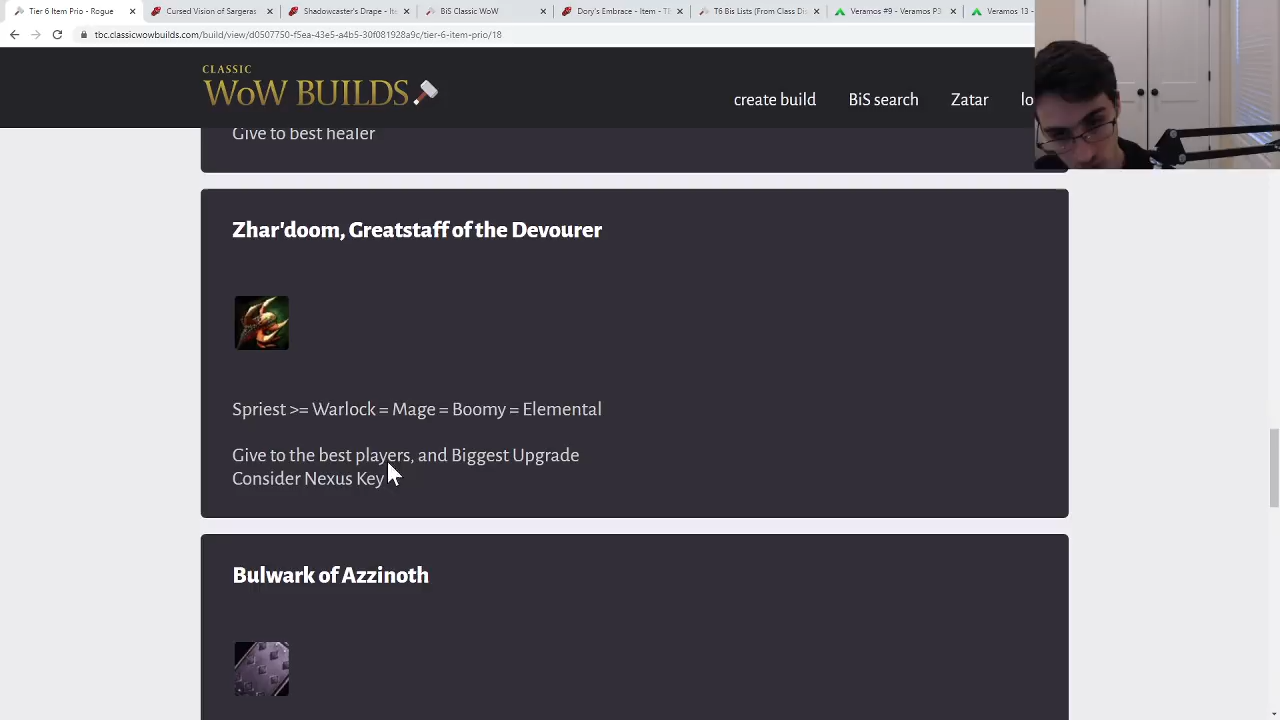 Tier 6 Item Prio - Rogue
Cursed Vision of Sargeras
Shadowcaster's Drape - Ite
BiS Classic WoW
Dory's Embrace - Item - TB
T6 Bis Lists (From Class Dis
Veramos #9 - Veramos P3
Veramos 13 -
tbc.classicwowbuilds.com/build/view/d0507750-f5ea-43e5-a4b5-30f081928a9c/tier-6-item-prio/18
CLASSIC
WoW BUILDS
create build
BiS search
Zatar
lo
Give to best healer
Zhar'doom, Greatstaff of the Devourer
Spriest >= Warlock = Mage = Boomy = Elemental
Give to the best players, and Biggest Upgrade
Consider Nexus Key
Bulwark of Azzinoth